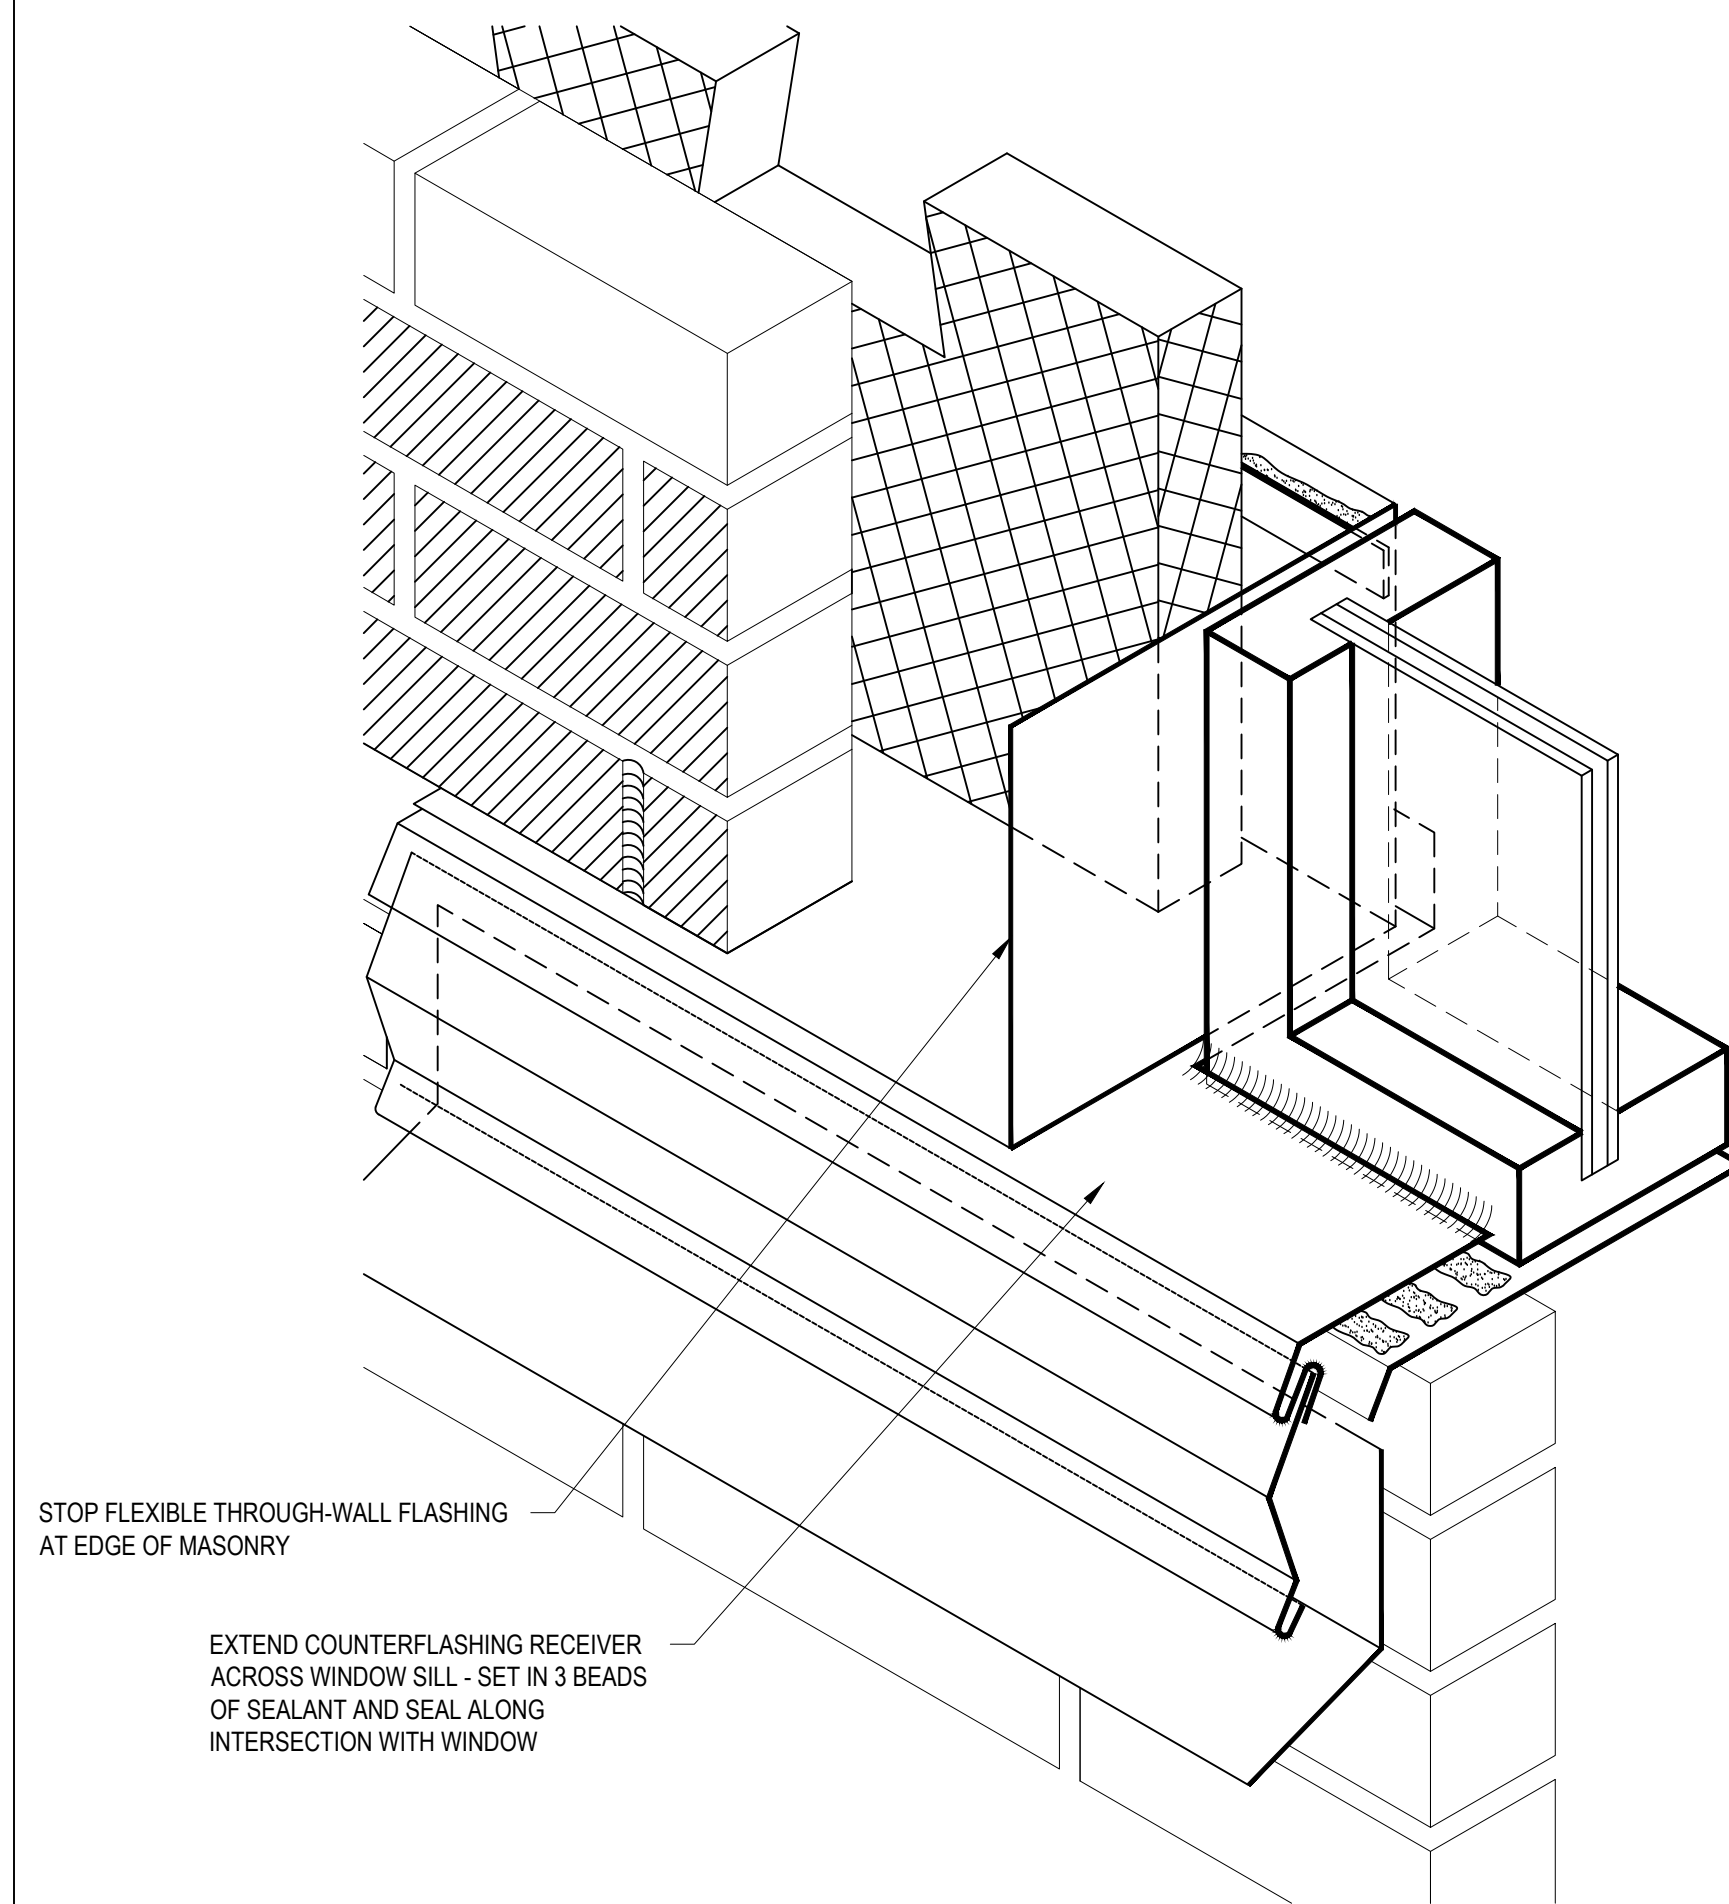 STOP FLEXIBLE THROUGH-WALL FLASHING
AT EDGE OF MASONRY
EXTEND COUNTERFLASHING RECEIVER
ACROSS WINDOW SILL - SET IN 3 BEADS
OF SEALANT AND SEAL ALONG
INTERSECTION WITH WINDOW